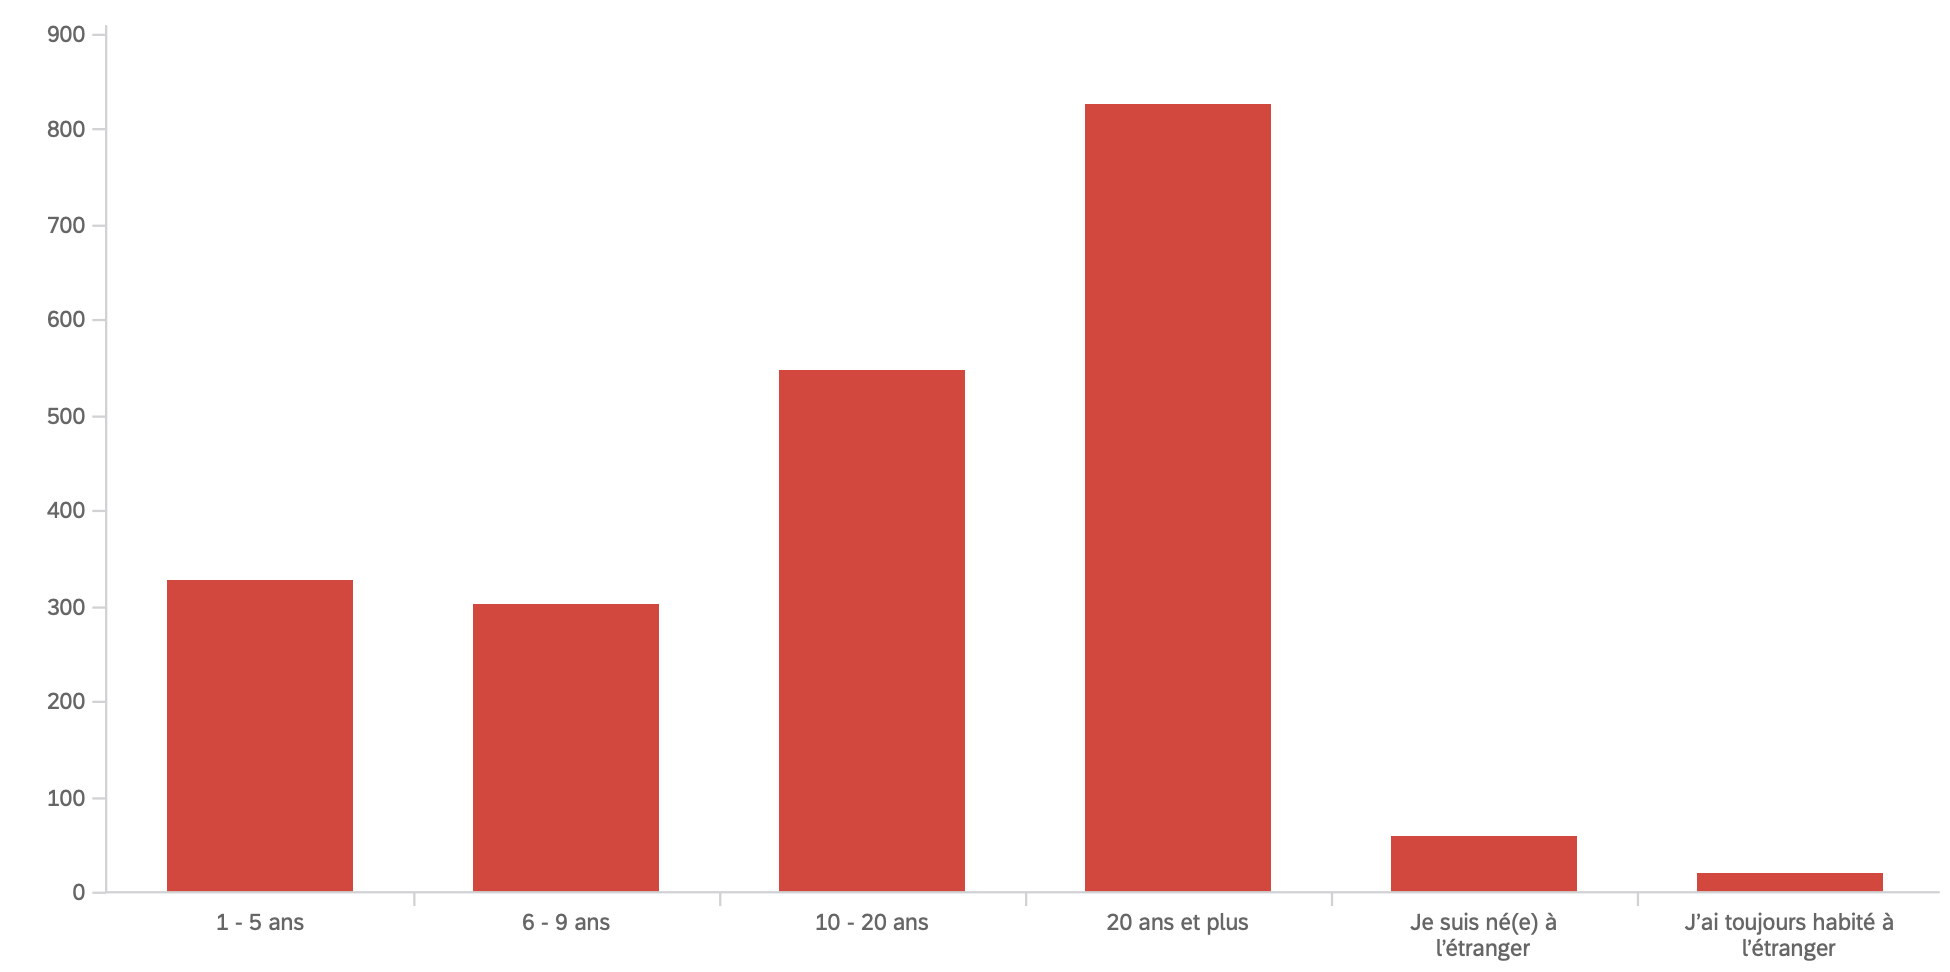 900
800
700
600
500
400
300
200
100
0
1 - 5 ans
6 - 9 ans
10 - 20 ans
20 ans et plus
Je suis né(e) à
l’étranger
J’ai toujours habité à
l’étranger